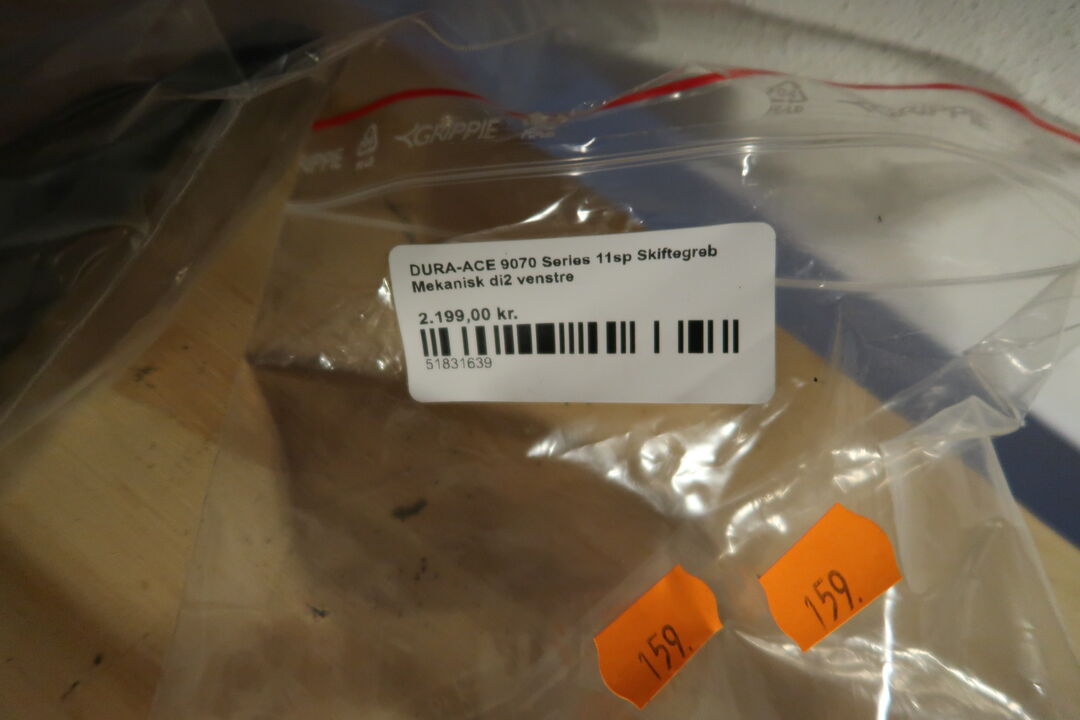 GRIPPIE
GRIPPIE
DURA-ACE 9070 Series 11sp Skiftegreb
Mekanisk di2 venstre
2.199,00 kr.
51831639
159.
159.